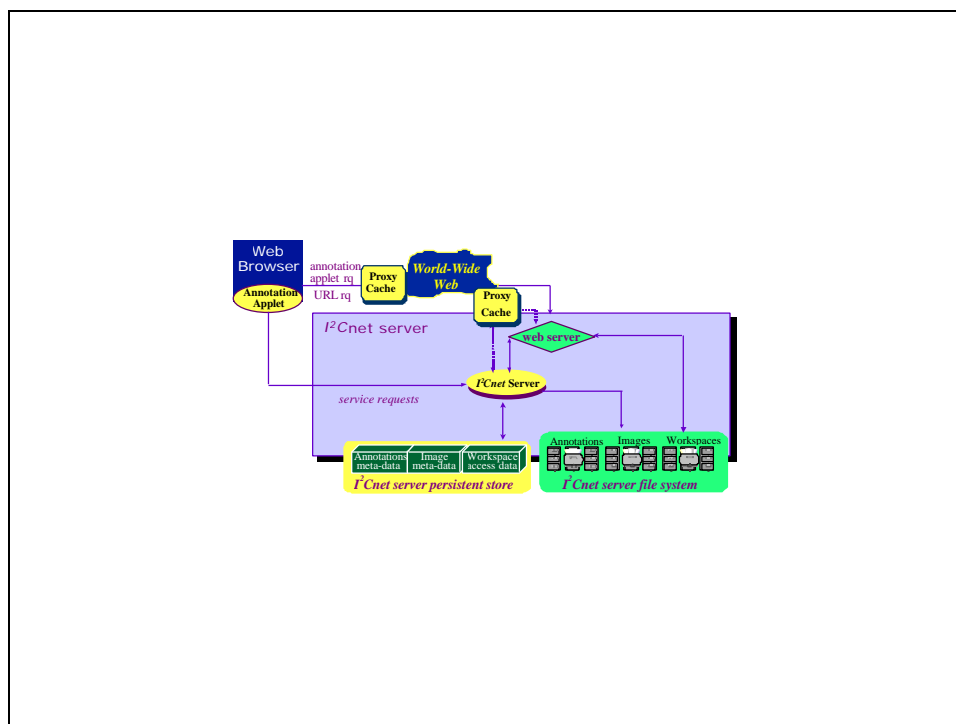 Web
Browser
Annotation
Applet
annotation
applet rq
URL rq
Proxy
Cache
World-Wide
Web
Proxy
Cache
I²Cnet server
web server
I²Cnet Server
service requests
Annotations
meta-data
Image
meta-data
Workspace
access data
I²Cnet server persistent store
Annotations Images Workspaces
I²Cnet server file system